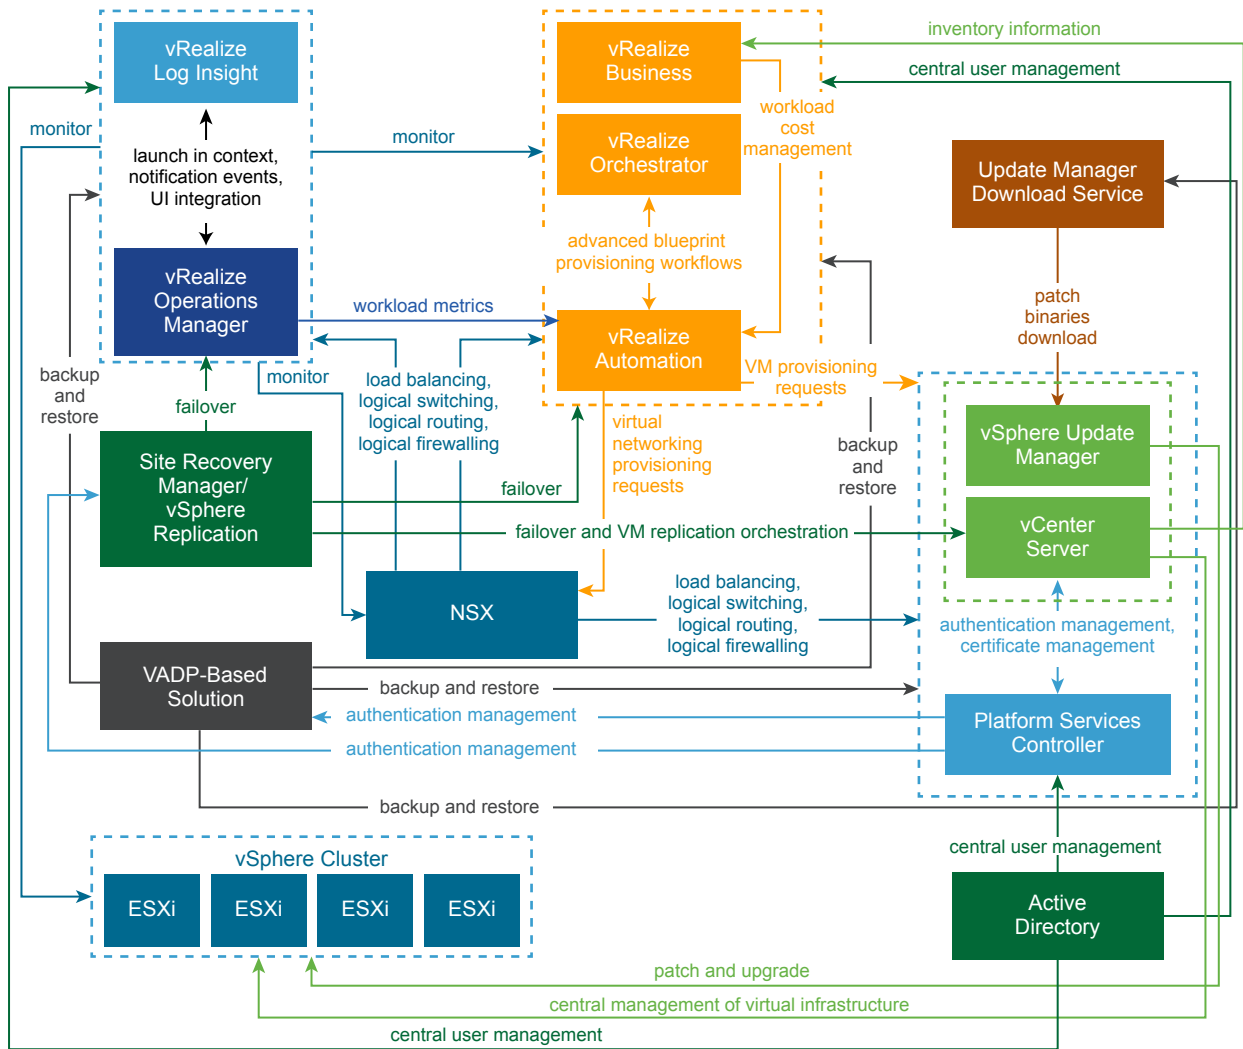 vRealize
Log Insight
vRealize
Business
inventory information
central user management
workload
cost
management
monitor
monitor
launch in context,
notification events,
UI integration
vRealize
Orchestrator
Update Manager
Download Service
advanced blueprint
provisioning workflows
vRealize
Operations
Manager
workload metrics
vRealize
Automation
patch
binaries
download
VM provisioning
requests
backup
and
restore
monitor
load balancing,
logical switching,
logical routing,
logical firewalling
failover
virtual
networking
provisioning
requests
backup
and
restore
vSphere Update
Manager
Site Recovery
Manager/
vSphere
Replication
failover
failover and VM replication orchestration
vCenter
Server
NSX
load balancing,
logical switching,
logical routing,
logical firewalling
authentication management,
certificate management
VADP-Based
Solution
backup and restore
authentication management
authentication management
Platform Services
Controller
backup and restore
central user management
vSphere Cluster
ESXi
ESXi
ESXi
ESXi
Active
Directory
patch and upgrade
central management of virtual infrastructure
central user management